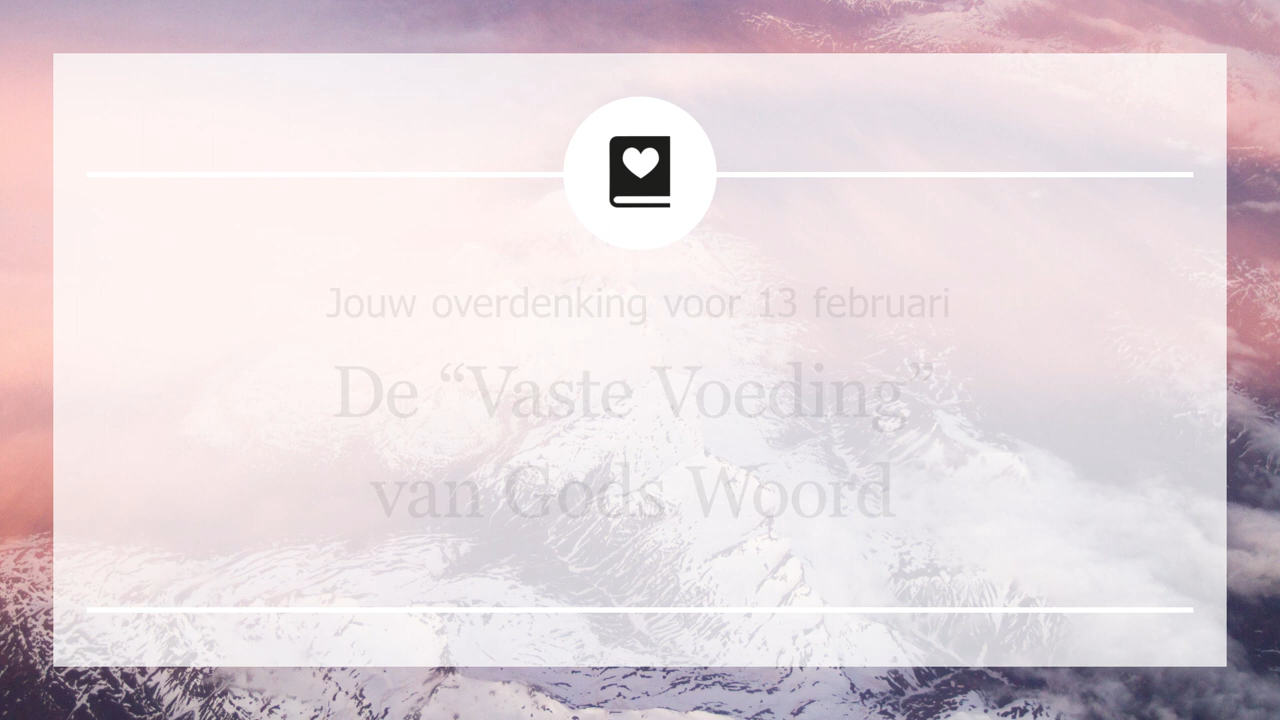 Jouw overdenking voor 13 februari
De “Vaste Voeding”
van Gods Woord